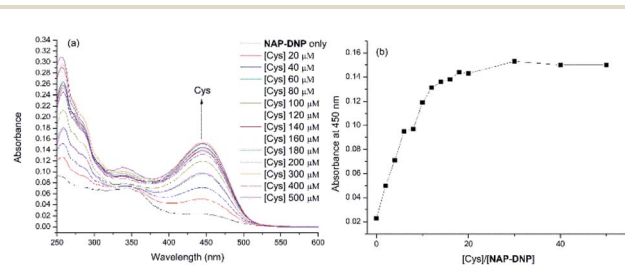 (a)
0.34
0.32
0.30
0.28
0.26
0.24
0.22
0.20
0.18
0.16
0.14
0.12
0.10
0.08
0.06
0.04
0.02
0.00
Absorbance
250 300 350 400 450 500 550 600
Wavelength (nm)
Cys
NAP-DNP only
[Cys] 20 μM
[Cys] 40 μM
[Cys] 60 μM
[Cys] 80 μM
[Cys] 100 μM
[Cys] 120 μM
[Cys] 140 μM
[Cys] 160 μM
[Cys] 180 μM
[Cys] 200 μM
[Cys] 300 μM
[Cys] 400 μM
[Cys] 500 μM
(b)
0.16
0.14
0.12
0.10
0.08
0.06
0.04
0.02
Absorbance at 450 nm
0 20 40
[Cys]/[NAP-DNP]